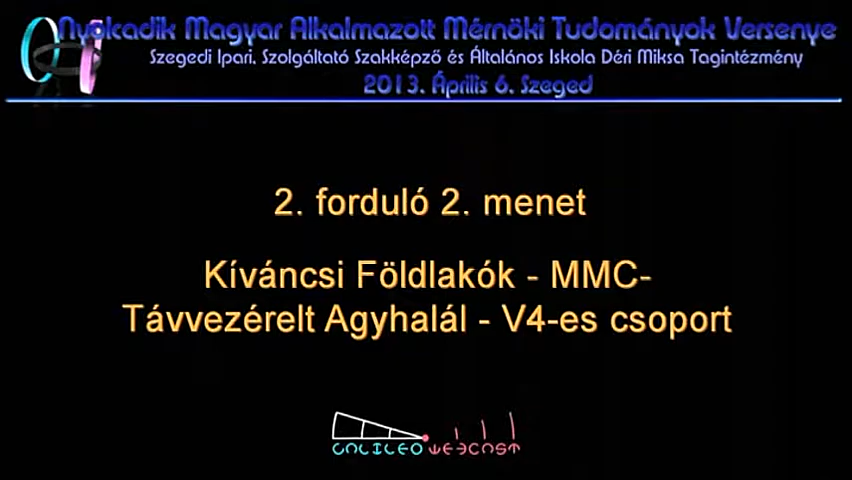 Nyolcadik Magyar Alkalmazott Mérnöki Tudományok Versenye
Szegedi Ipari, Szolgáltató Szakképző és Általános Iskola Déri Miksa Tagintézmény
2013. Április 6. Szeged
2. forduló 2. menet
Kíváncsi Földlakók - MMC-
Távvezérelt Agyhalál - V4-es csoport
GALILEO WEBCAST